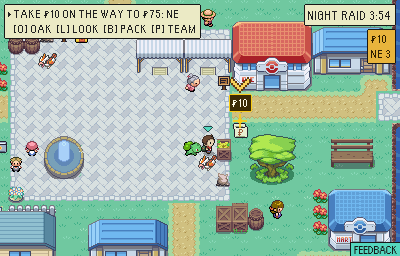 ▸TAKE ₽10 ON THE WAY TO ₽75: NE
[O]OAK [L]LOOK [B]PACK [P]TEAM
NIGHT RAID 3:54
₽10
NE 3
₽10
₽
MART
FEEDBACK